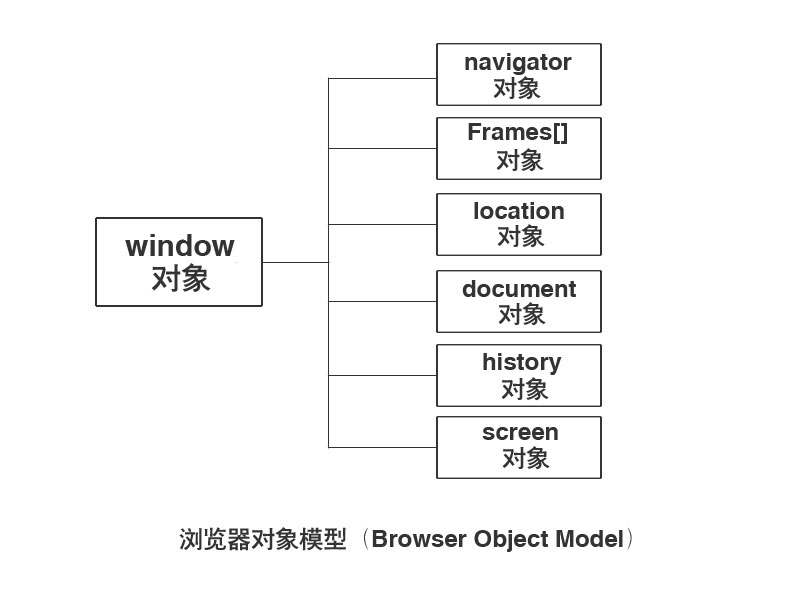 navigator
对象
Frames[]
对象
location
对象
window
对象
document
对象
history
对象
screen
对象
浏览器对象模型（Browser Object Model）